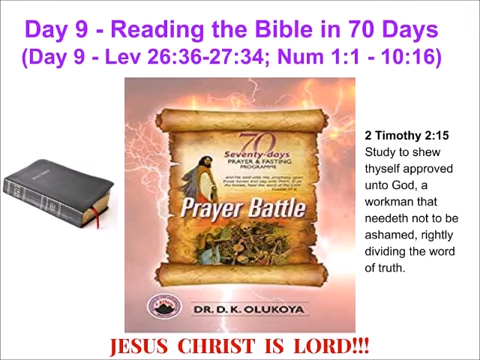 Day 9 - Reading the Bible in 70 Days
(Day 9 - Lev 26:36-27:34; Num 1:1 - 10:16)
70
Seventy-days
PRAYER & FASTING
PROGRAMME
Prayer Battle
DR. D. K. OLUKOYA
2 Timothy 2:15
Study to shew
thyself approved
unto God, a
workman that
needeth not to be
ashamed, rightly
dividing the word
of truth.
JESUS CHRIST IS LORD!!!